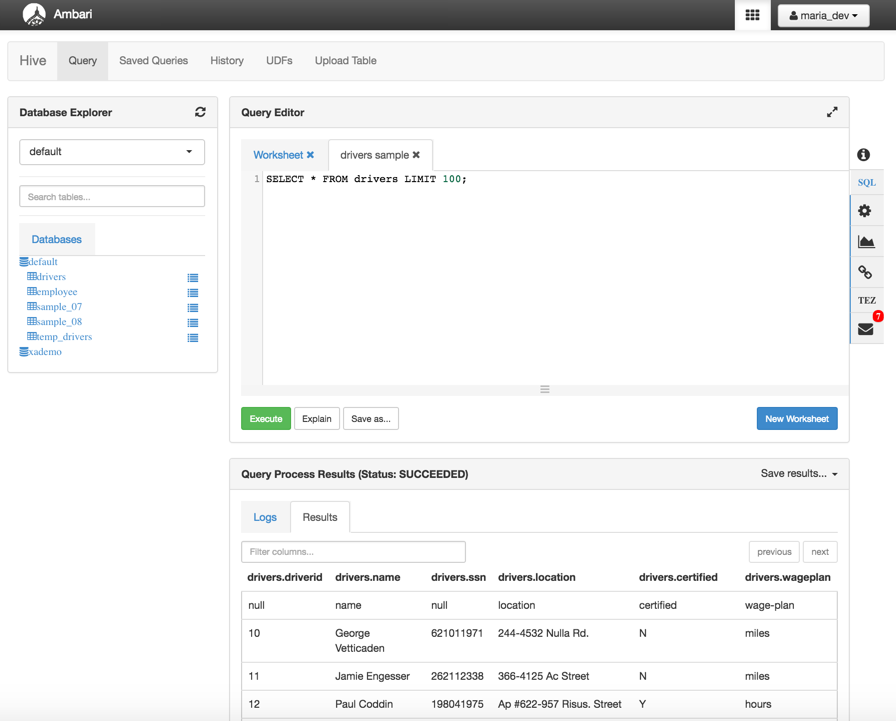 Ambari
maria_dev
Hive Query Saved Queries History UDFs Upload Table
Database Explorer
default
Search tables...
Databases
default
drivers
employee
sample_07
sample_08
temp_drivers
xademo
Query Editor
Worksheet drivers sample
1 SELECT * FROM drivers LIMIT 100;
Execute Explain Save as... New Worksheet
SQL
TEZ
7
Query Process Results (Status: SUCCEEDED) Save results...
Logs Results
Filter columns... previous next
drivers.driverid drivers.name drivers.ssn drivers.location drivers.certified drivers.wageplan
null name null location certified wage-plan
10 George Vetticaden 621011971 244-4532 Nulla Rd. N miles
11 Jamie Engesser 262112338 366-4125 Ac Street N miles
12 Paul Coddin 198041975 Ap #622-957 Risus. Street Y hours